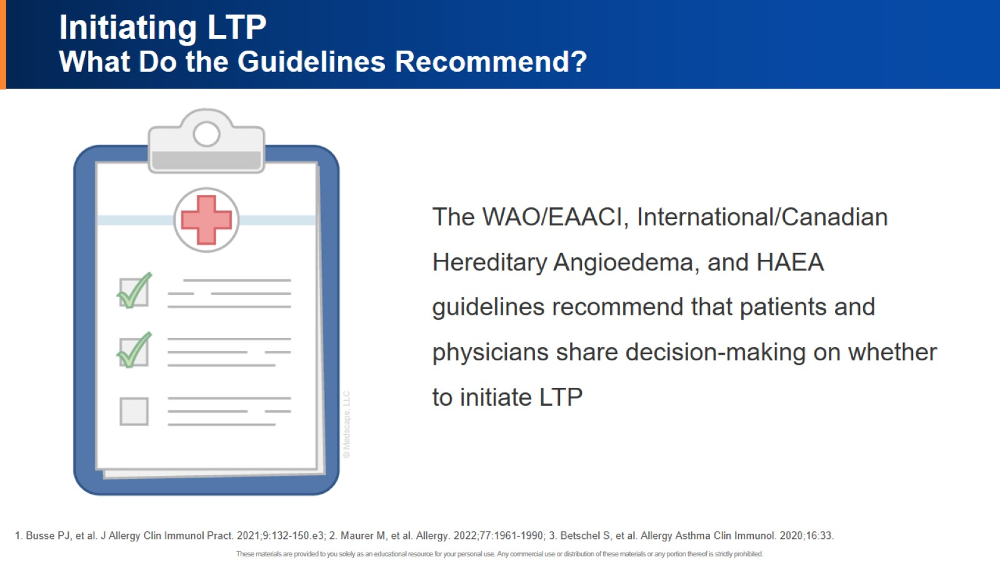 Initiating LTP
What Do the Guidelines Recommend?
The WAO/EAACI, International/Canadian
Hereditary Angioedema, and HAEA
guidelines recommend that patients and
physicians share decision-making on whether
to initiate LTP
© Medscape, LLC
1. Busse PJ, et al. J Allergy Clin Immunol Pract. 2021;9:132-150.e3; 2. Maurer M, et al. Allergy. 2022;77:1961-1990; 3. Betschel S, et al. Allergy Asthma Clin Immunol. 2020;16:33.
These materials are provided to you solely as an educational resource for your personal use. Any commercial use or distribution of these materials or any portion thereof is strictly prohibited.